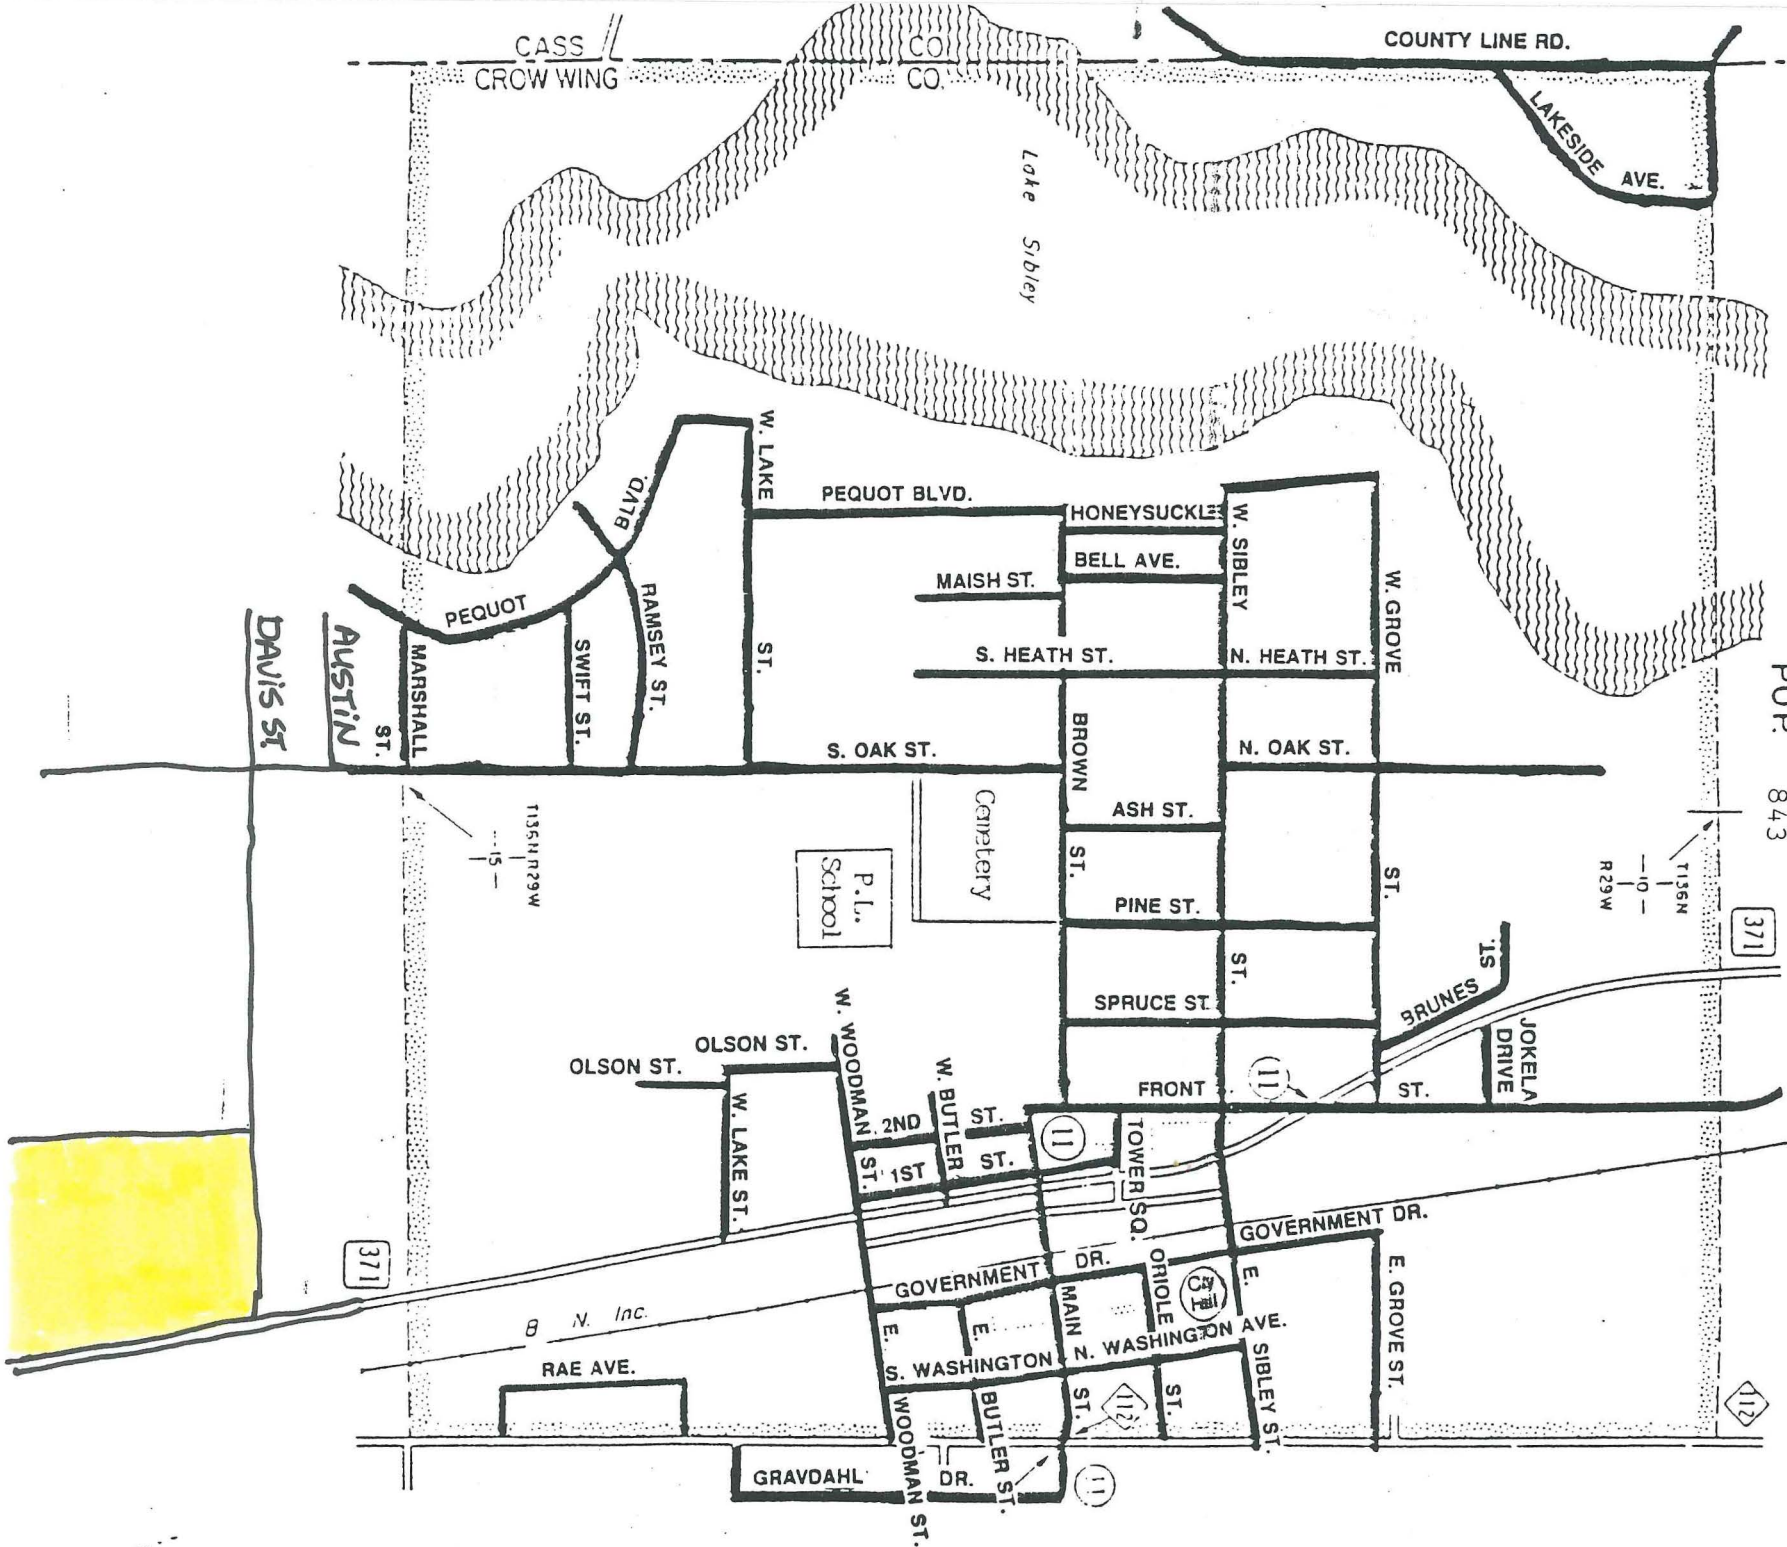 COUNTY LINE RD.
CASS CO.
CROW WING CO.
LAKESIDE AVE.
Lake Sibley
W. LAKE ST.
PEQUOT BLVD.
HONEYSUCKLE
W. SIBLEY ST.
BELL AVE.
MAISH ST.
W. GROVE ST.
PEQUOT BLVD.
RAMSEY ST.
SWIFT ST.
MARSHALL ST.
AUSTIN
DAVIS ST.
S. HEATH ST.
N. HEATH ST.
POP. 843
S. OAK ST.
N. OAK ST.
BROWN ST.
ASH ST.
T136N R29W
15
Cemetery
P.L.
School
T136N
10
R29W
PINE ST.
371
SPRUCE ST.
BRUNES ST.
JOKELA DRIVE
OLSON ST.
OLSON ST.
W. WOODMAN ST.
W. BUTLER
FRONT ST.
11
2ND ST.
1ST ST.
11
TOWER SQ.
W. LAKE ST.
371
GOVERNMENT DR.
GOVERNMENT DR.
ORIOLE ST.
MAIN ST.
E. GROVE ST.
B N. Inc.
RAE AVE.
S. WASHINGTON
N. WASHINGTON AVE.
E. SIBLEY ST.
112
112
E. WOODMAN ST.
E. BUTLER ST.
GRAVDAHL DR.
11